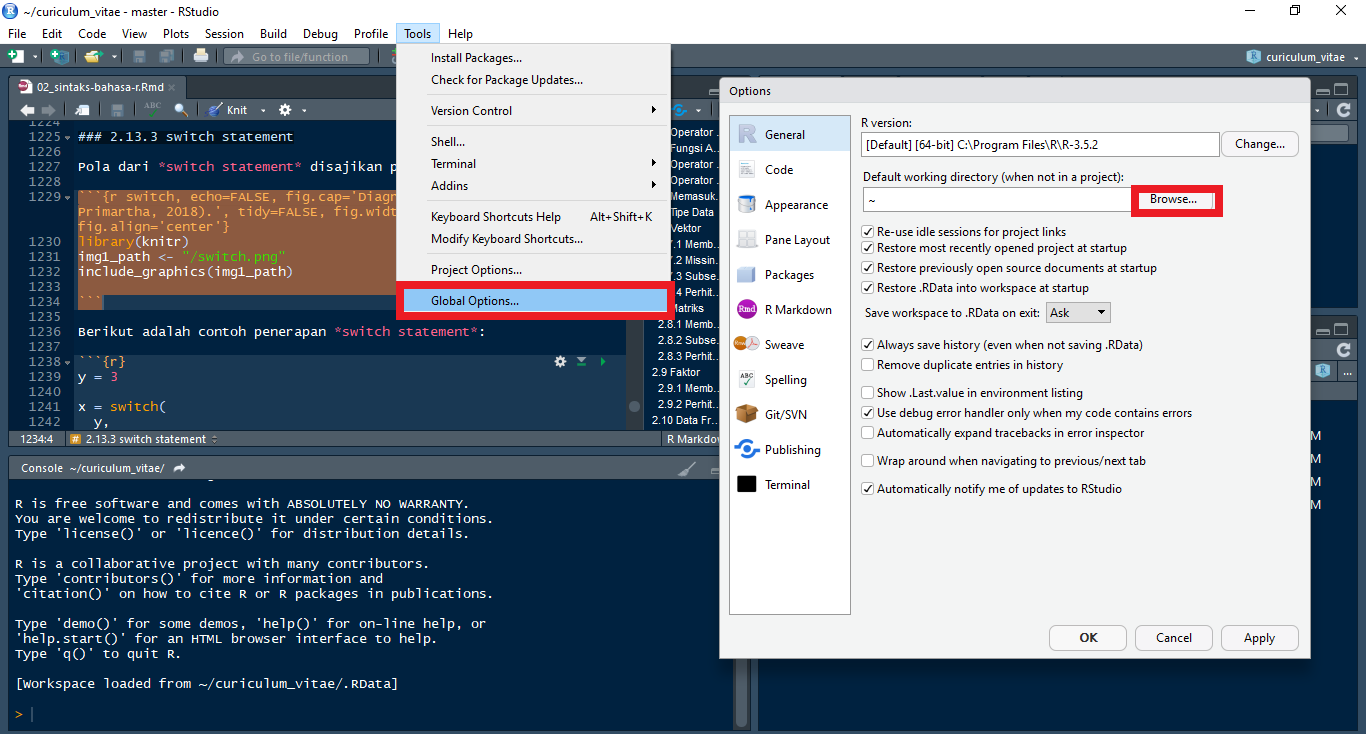 ~/curiculum_vitae - master - RStudio
File Edit Code View Plots Session Build Debug Profile Tools Help
Go to file/function
curiculum_vitae
Install Packages...
Check for Package Updates...
Version Control
Shell...
Terminal
Addins
Keyboard Shortcuts Help Alt+Shift+K
Modify Keyboard Shortcuts...
Project Options...
Global Options...
02_sintaks-bahasa-r.Rmd
ABC
Knit
1224
1225 ### 2.13.3 switch statement
1226
1227 Pola dari *switch statement* disajikan
1228
1229 ```{r switch, echo=FALSE, fig.cap='Diagr
Primartha, 2018).', tidy=FALSE, fig.widt
fig.align='center'}
1230 library(knitr)
1231 img1_path <- "/switch.png"
1232 include_graphics(img1_path)
1233
1234 ```
1235
1236 Berikut adalah contoh penerapan *switch statement*:
1237
1238 ```{r}
1239 y = 3
1240
1241 x = switch(
y,
1234:4 # 2.13.3 switch statement
R Markdo
Operator ...
Fungsi A...
Operator ...
Operator ...
Memasuk...
Tipe Data
Vektor
.1 Memb...
.2 Missin...
.3 Subse...
.4 Perhit...
Matriks
2.8.1 Memb...
2.8.2 Subse...
2.8.3 Perhit...
2.9 Faktor
2.9.1 Memb...
2.9.2 Perhit...
2.10 Data Fr...
Console ~/curiculum_vitae/
R is free software and comes with ABSOLUTELY NO WARRANTY.
You are welcome to redistribute it under certain conditions.
Type 'license()' or 'licence()' for distribution details.
R is a collaborative project with many contributors.
Type 'contributors()' for more information and
'citation()' on how to cite R or R packages in publications.
Type 'demo()' for some demos, 'help()' for on-line help, or
'help.start()' for an HTML browser interface to help.
Type 'q()' to quit R.
[Workspace loaded from ~/curiculum_vitae/.RData]
>
Options
General
Code
Appearance
Pane Layout
Packages
Rmd R Markdown
Sweave
ABC Spelling
Git/SVN
Publishing
Terminal
R version:
[Default] [64-bit] C:\Program Files\R\R-3.5.2
Change...
Default working directory (when not in a project):
~
Browse...
Re-use idle sessions for project links
Restore most recently opened project at startup
Restore previously open source documents at startup
Restore .RData into workspace at startup
Save workspace to .RData on exit: Ask
Always save history (even when not saving .RData)
Remove duplicate entries in history
Show .Last.value in environment listing
Use debug error handler only when my code contains errors
Automatically expand tracebacks in error inspector
Wrap around when navigating to previous/next tab
Automatically notify me of updates to RStudio
OK Cancel Apply
...
M
M
M
M